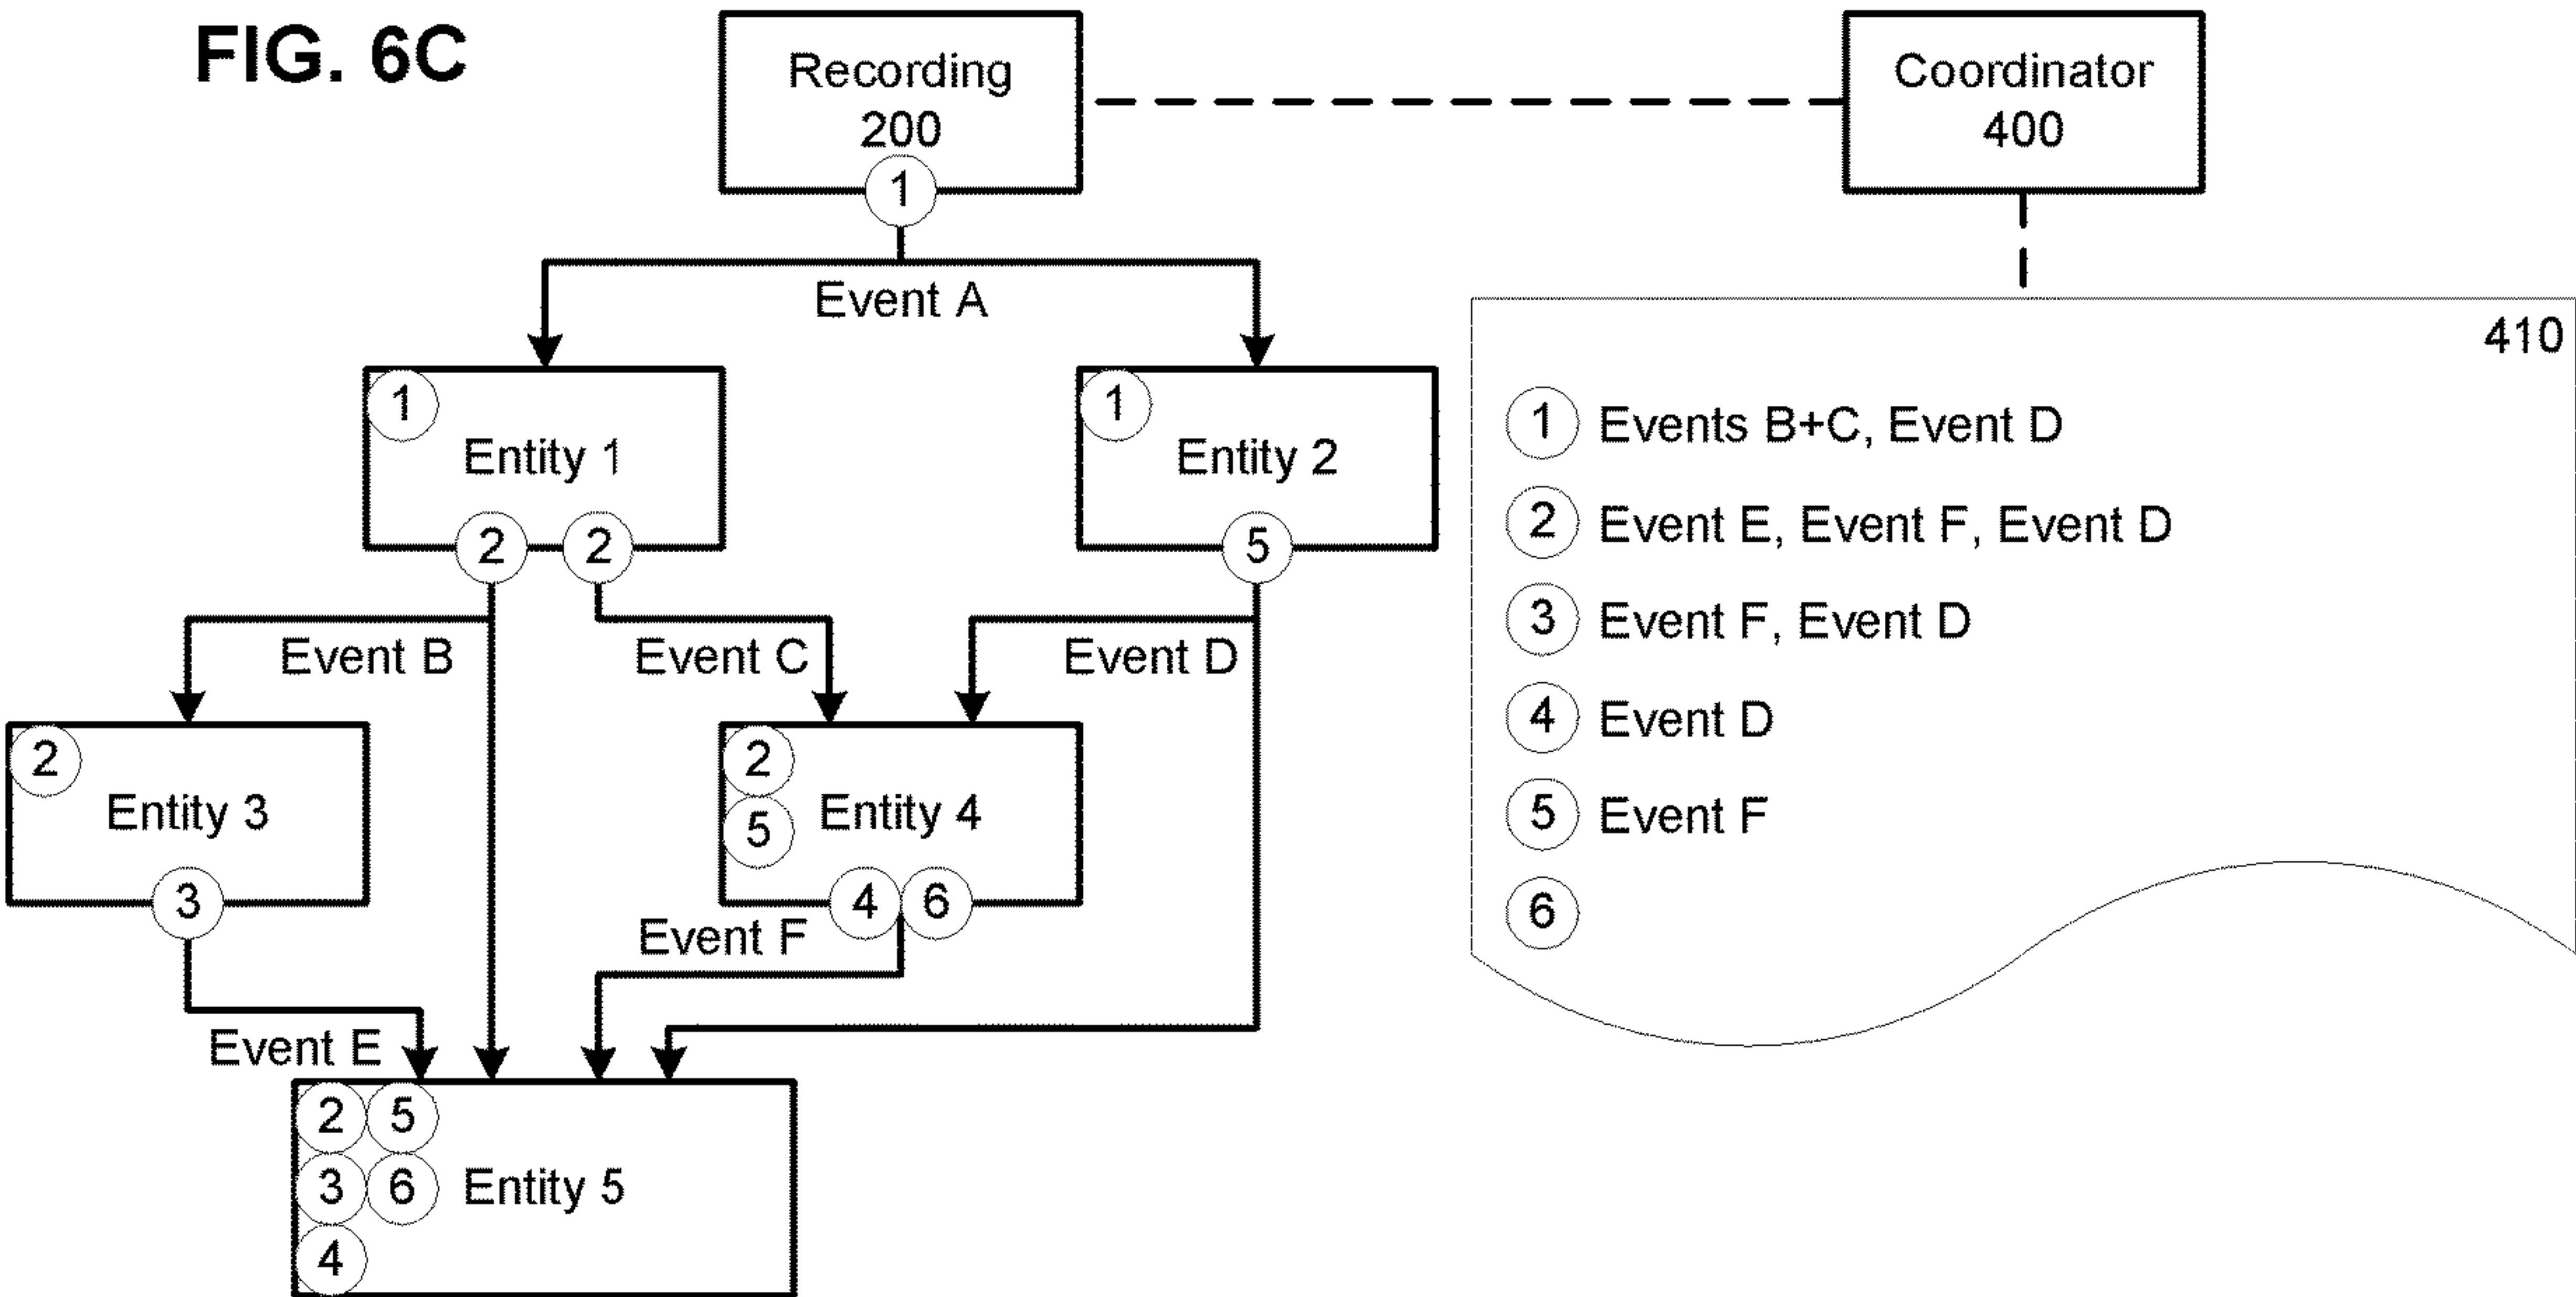 FIG. 6C
Recording
200
1
Coordinator
400
Event A
410
1
Entity 1
2
2
1
Entity 2
5
1 Events B+C, Event D
2 Event E, Event F, Event D
3 Event F, Event D
4 Event D
5 Event F
6
Event B
Event C
Event D
2
Entity 3
3
2
5
Entity 4
4
6
Event F
Event E
2 5
3 6
Entity 5
4